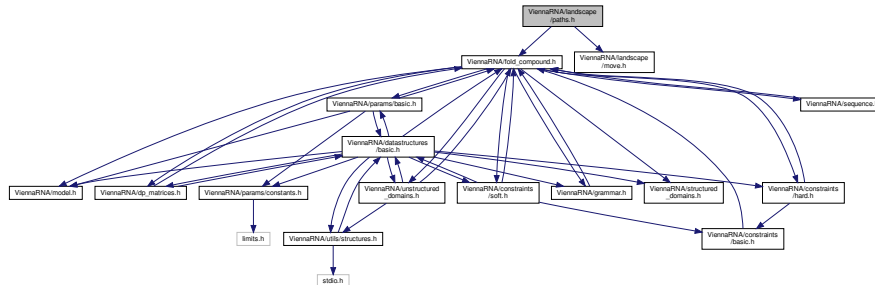 ViennaRNA/landscape
/paths.h
ViennaRNA/fold_compound.h
ViennaRNA/landscape
/move.h
ViennaRNA/params/basic.h
ViennaRNA/sequence.h
ViennaRNA/datastructures
/basic.h
ViennaRNA/model.h
ViennaRNA/dp_matrices.h
ViennaRNA/params/constants.h
ViennaRNA/unstructured
_domains.h
ViennaRNA/constraints
/soft.h
ViennaRNA/grammar.h
ViennaRNA/structured
_domains.h
ViennaRNA/constraints
/hard.h
limits.h
ViennaRNA/utils/structures.h
ViennaRNA/constraints
/basic.h
stdio.h